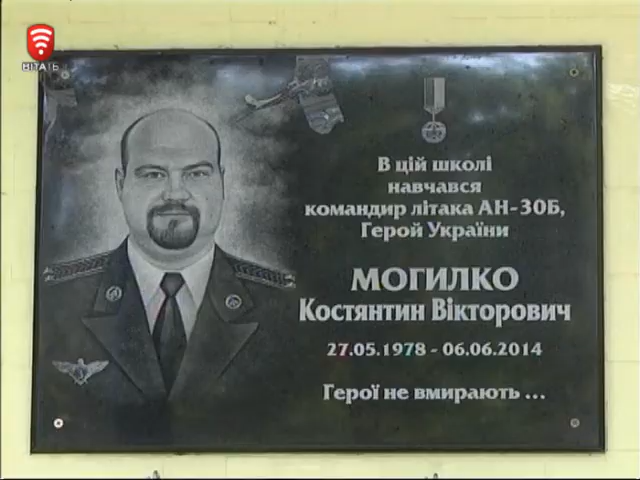 ВІТА ТБ
В цій школі
навчався
командир літака АН-30Б,
Герой України
МОГИЛКО
Костянтин Вікторович
27.05.1978 - 06.06.2014
Герої не вмирають ...